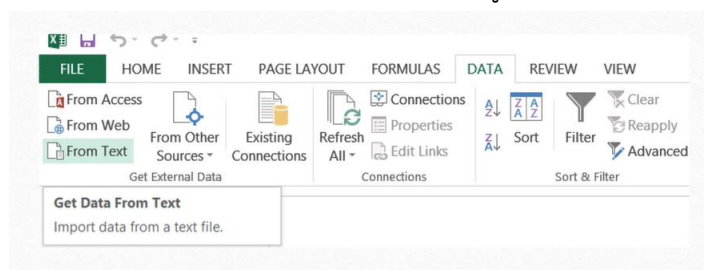 FILE HOME INSERT PAGE LAYOUT FORMULAS DATA REVIEW VIEW
From Access
From Web
From Text
From Other
Sources
Existing
Connections
Get External Data
Refresh
All
Connections
Properties
Edit Links
Connections
A
Z
Z
A
Z A
A Z
Sort
Filter
Clear
Reapply
Advanced
Sort & Filter
Get Data From Text
Import data from a text file.